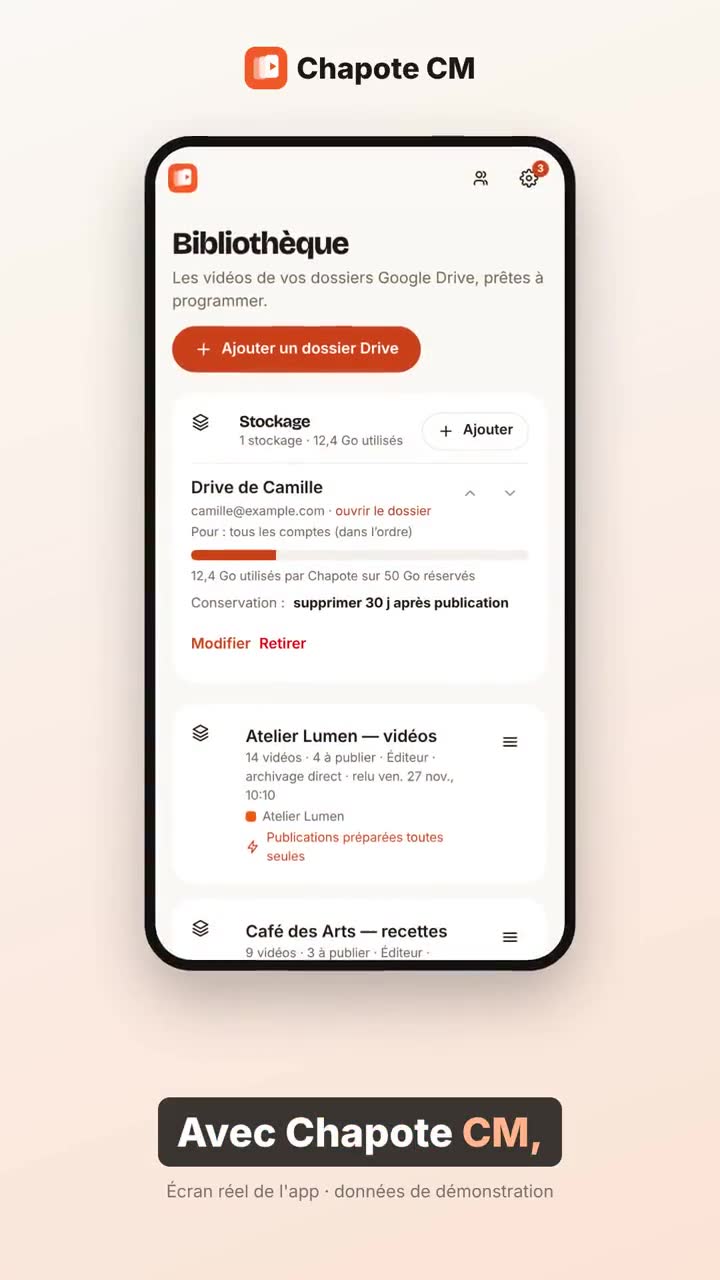 Chapote CM
3
Bibliothèque
Les vidéos de vos dossiers Google Drive, prêtes à
programmer.
+ Ajouter un dossier Drive
Stockage
1 stockage · 12,4 Go utilisés
+ Ajouter
Drive de Camille
camille@example.com · ouvrir le dossier
Pour : tous les comptes (dans l’ordre)
12,4 Go utilisés par Chapote sur 50 Go réservés
Conservation : supprimer 30 j après publication
Modifier Retirer
Atelier Lumen — vidéos
14 vidéos · 4 à publier · Éditeur ·
archivage direct · relu ven. 27 nov.,
10:10
Atelier Lumen
Publications préparées toutes
seules
Café des Arts — recettes
9 vidéos · 3 à publier · Éditeur ·
Avec Chapote CM,
Écran réel de l'app · données de démonstration